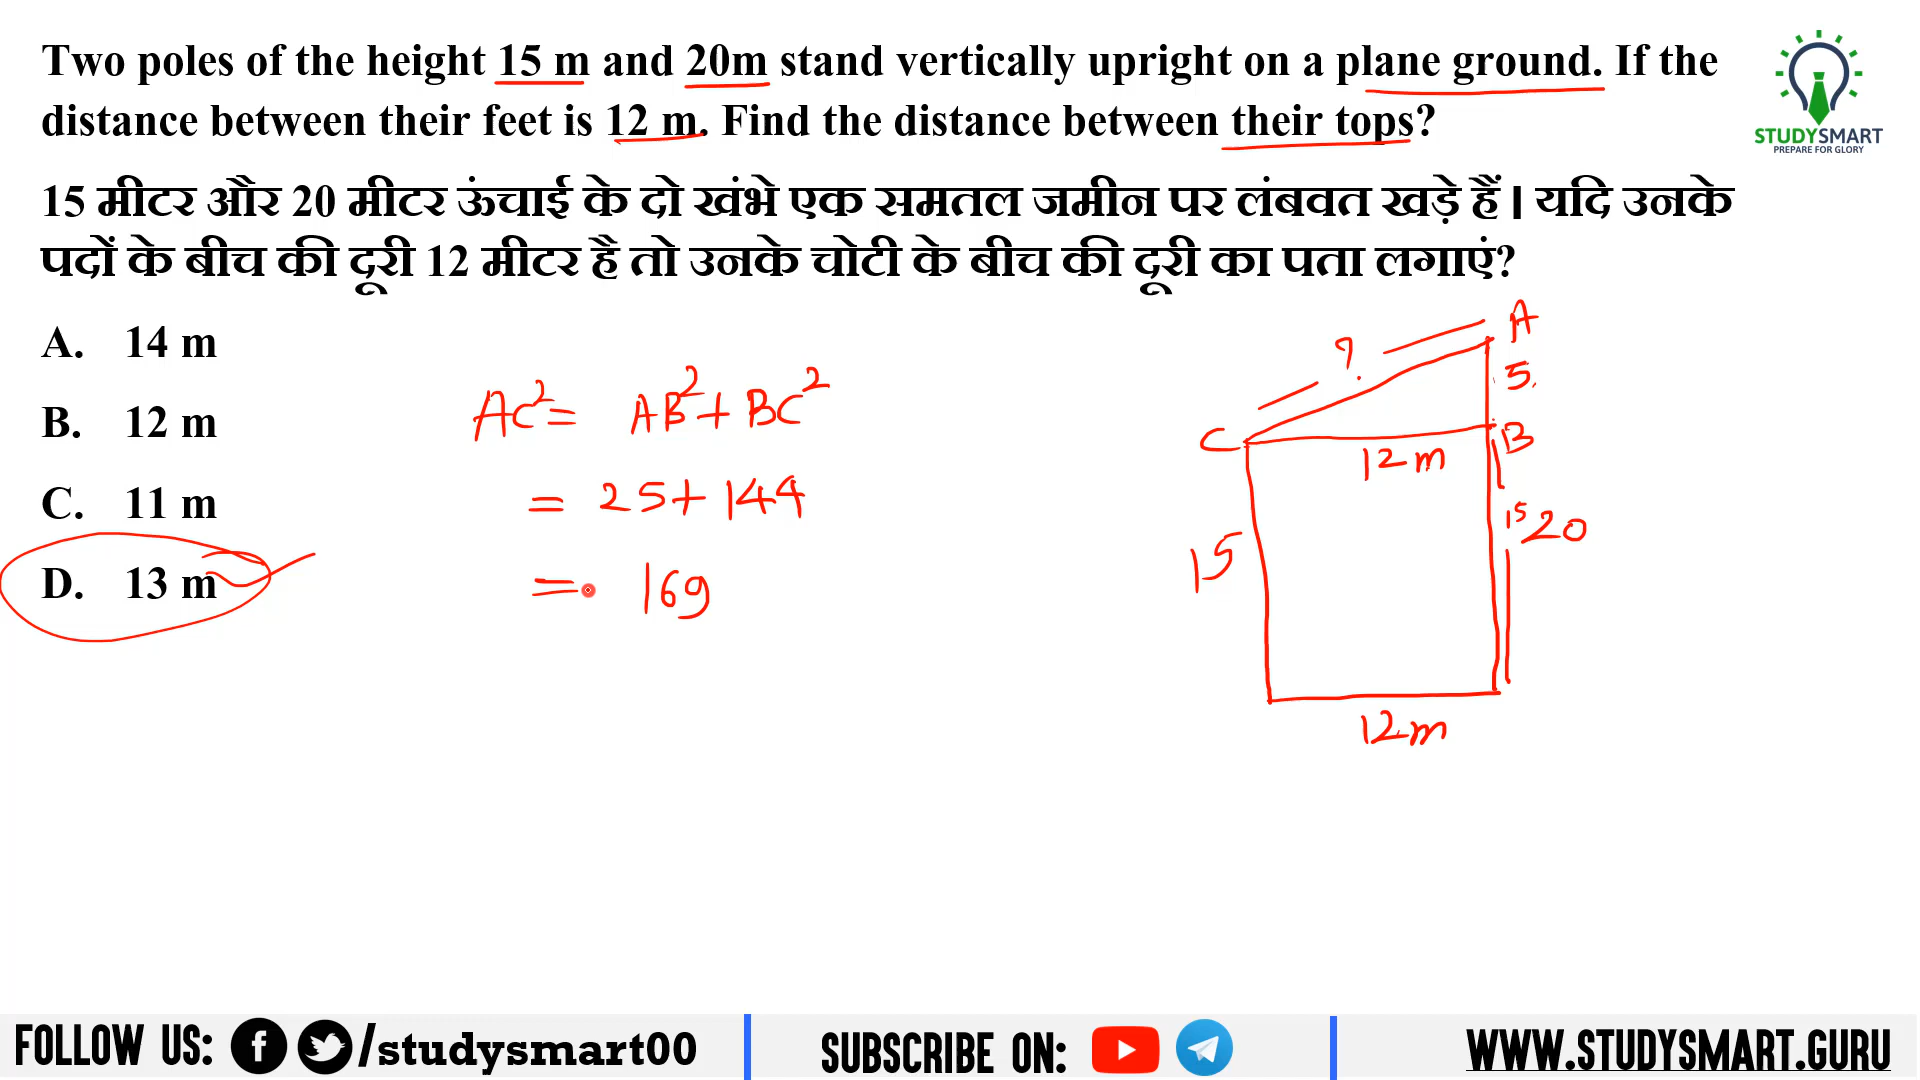 Two poles of the height 15 m and 20m stand vertically upright on a plane ground. If the
distance between their feet is 12 m. Find the distance between their tops?
STUDYSMART
PREPARE FOR GLORY
15 मीटर और 20 मीटर ऊंचाई के दो खंभे एक समतल जमीन पर लंबवत खड़े हैं। यदि उनके
पदों के बीच की दूरी 12 मीटर है तो उनके चोटी के बीच की दूरी का पता लगाएं?
A. 14 m
B. 12 m
C. 11 m
D. 13 m
AC²= AB²+ BC²
= 25+ 144
= 169
A
?
5
C
B
12m
15
15
20
12m
FOLLOW US: /studysmart00
SUBSCRIBE ON:
WWW.STUDYSMART.GURU